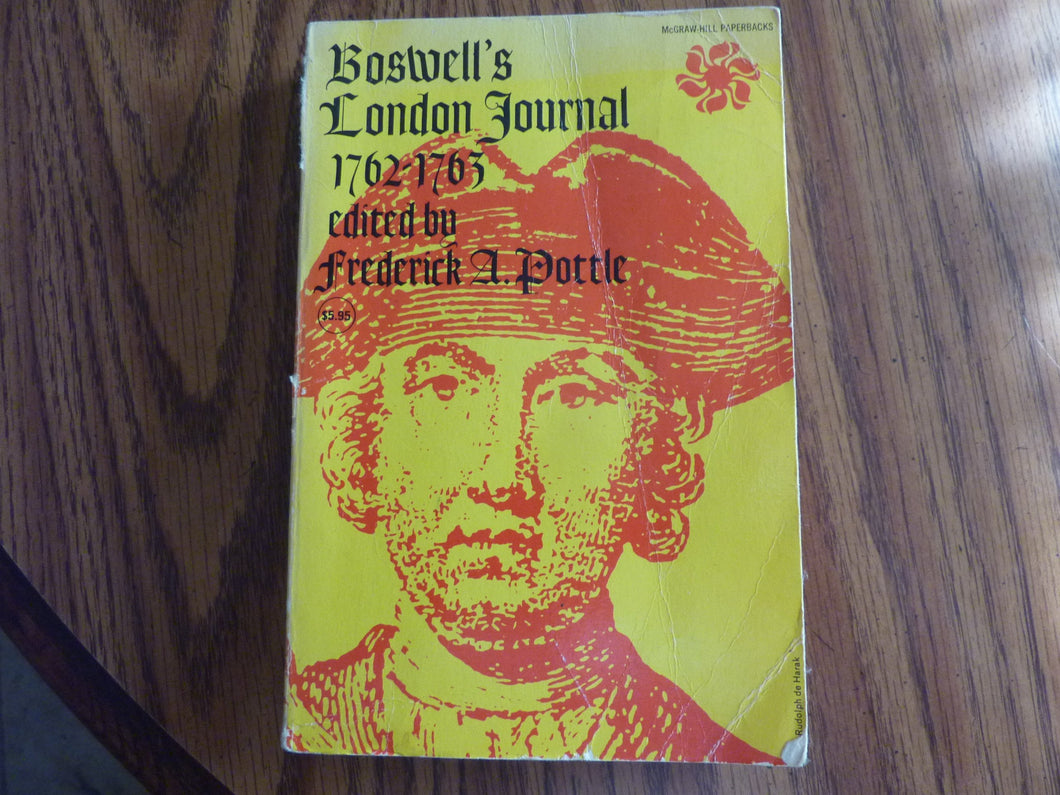 McGRAW-HILL PAPERBACKS
Boswell's
London Journal
1762-1763
edited by
Frederick A. Pottle
$5.95
Rudolph de Harak